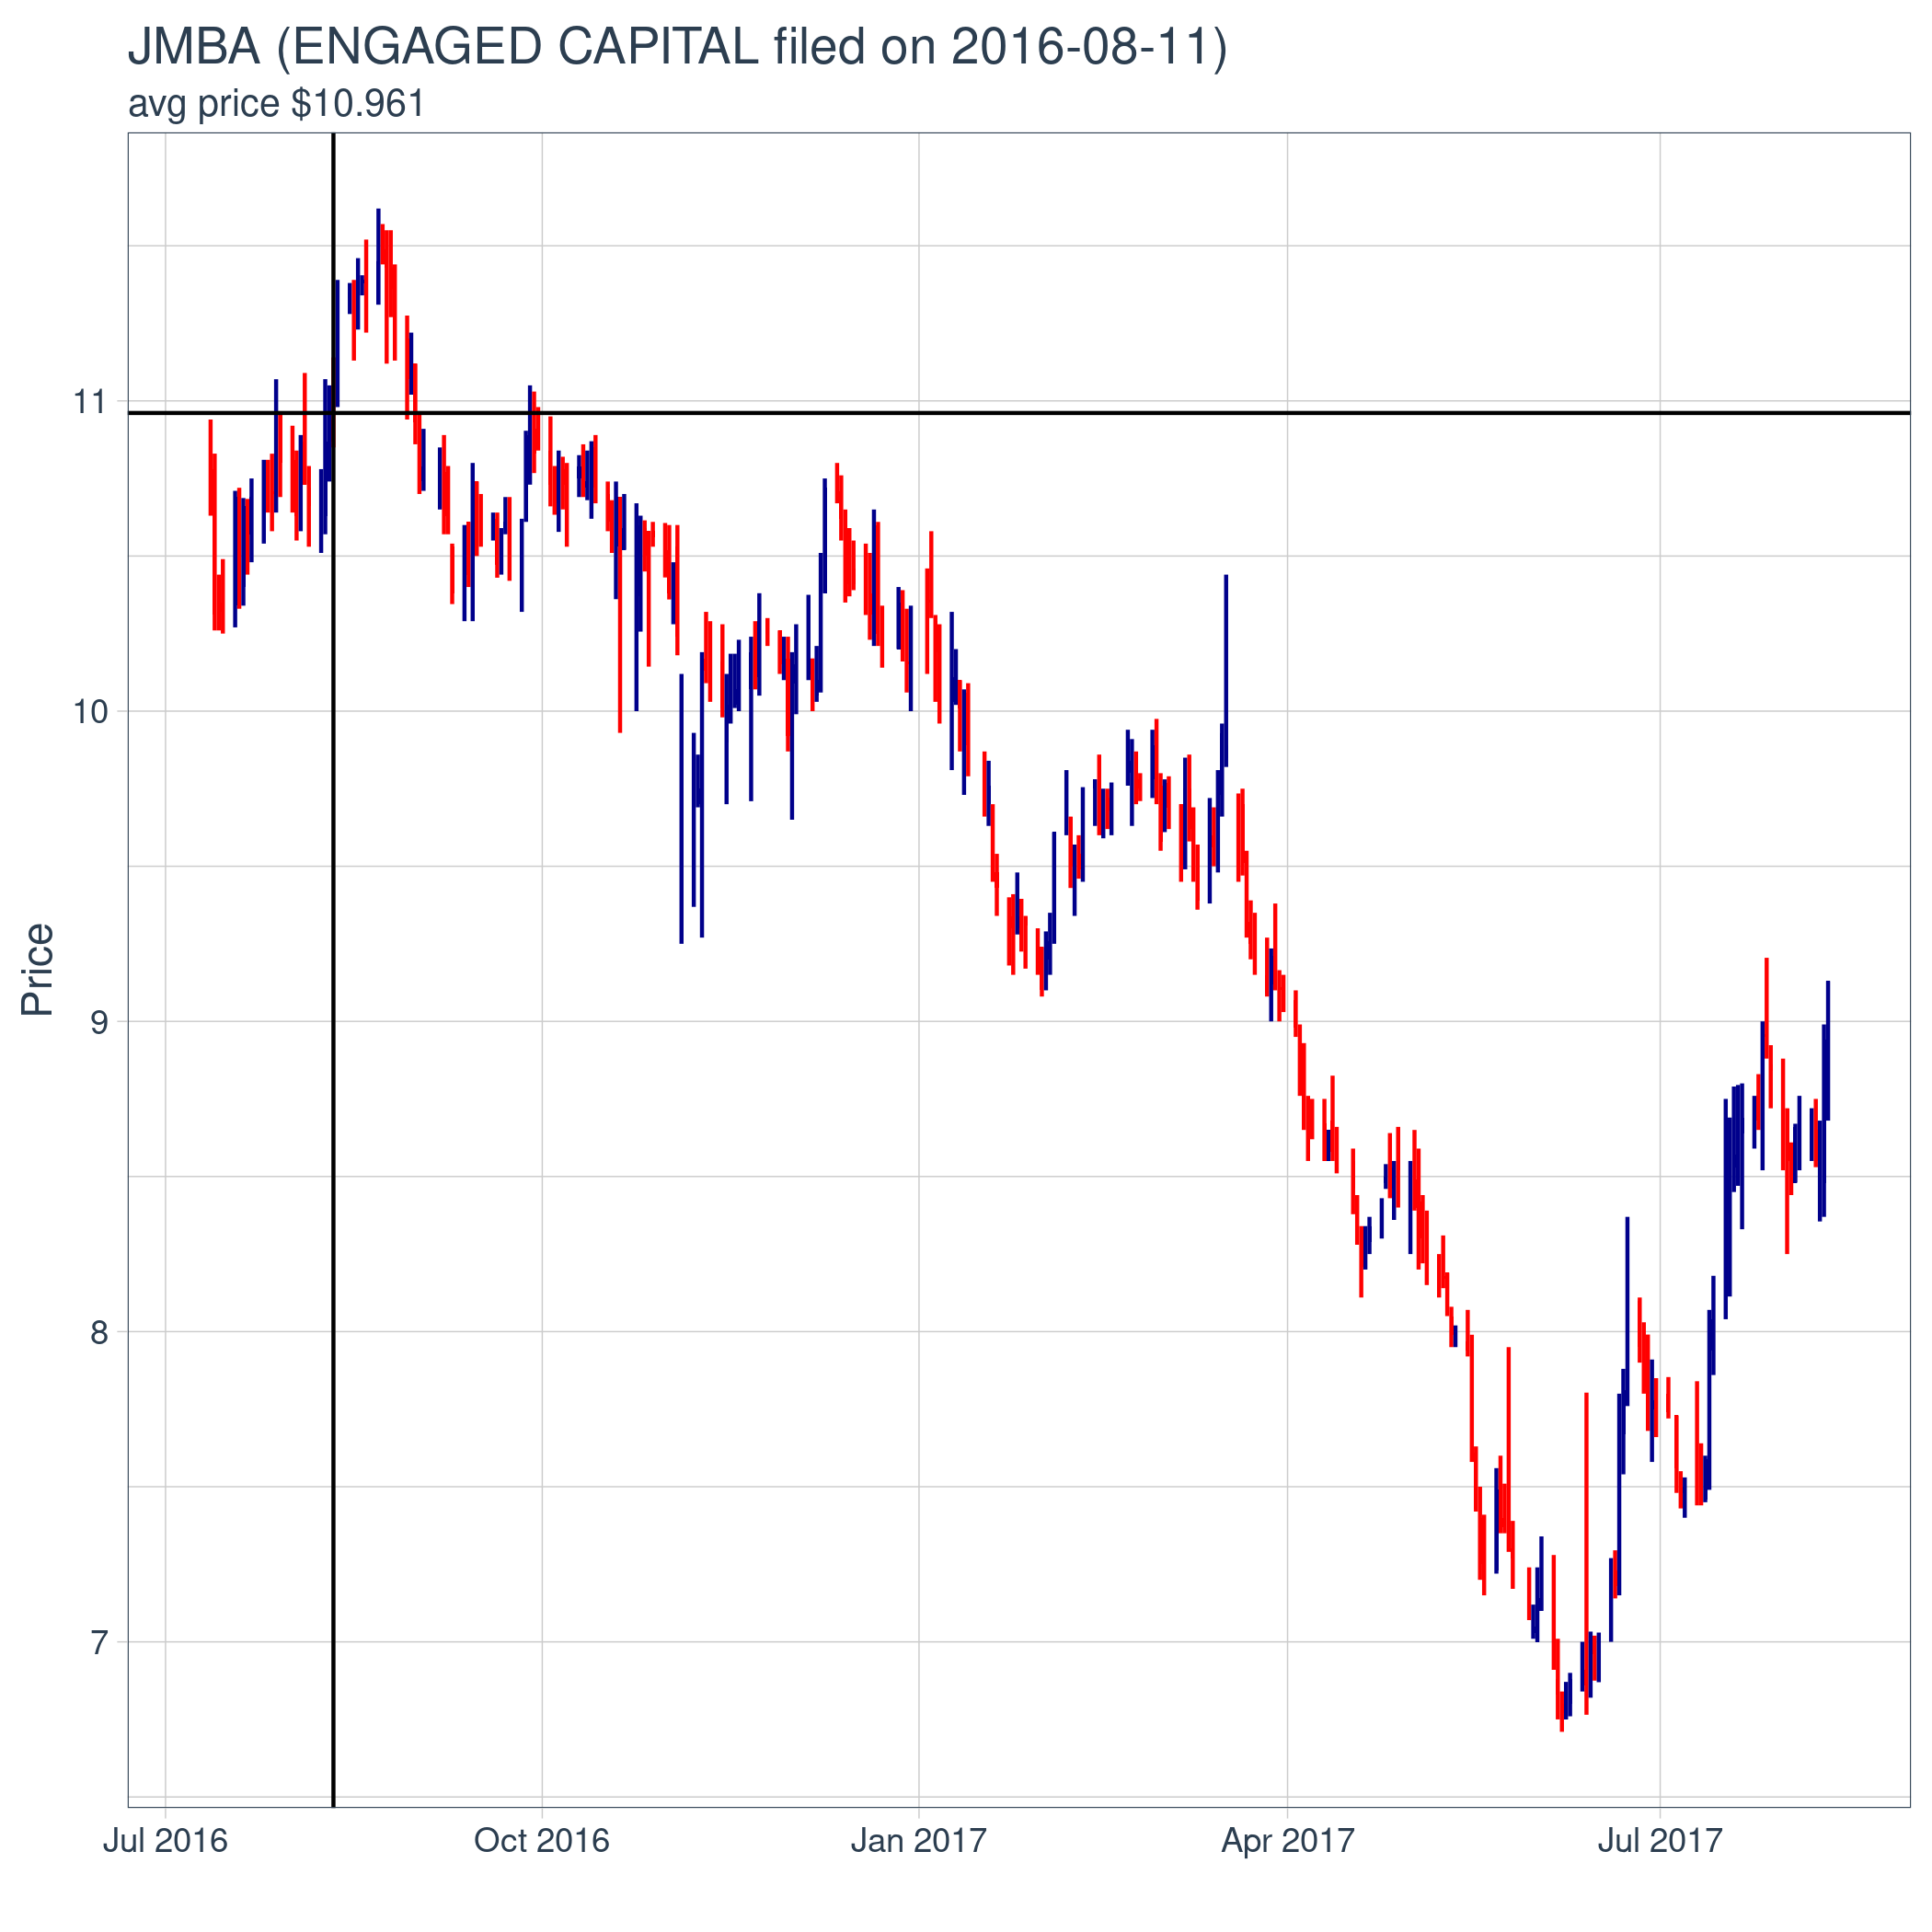 JMBA (ENGAGED CAPITAL filed on 2016-08-11)
avg price $10.961
Price
11
10
9
8
7
Jul 2016
Oct 2016
Jan 2017
Apr 2017
Jul 2017